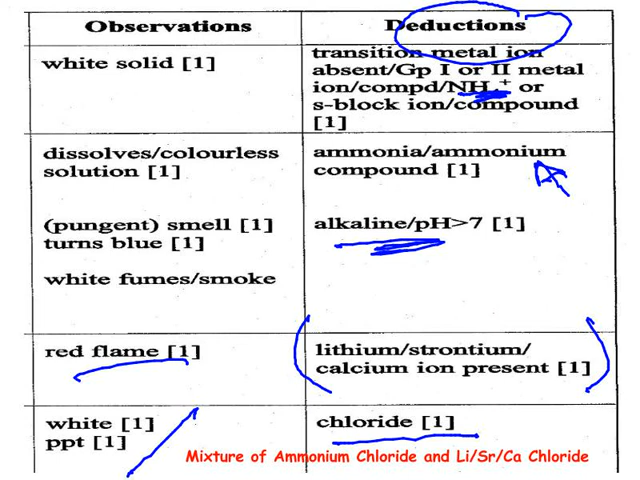 Observations
Deductions
white solid [1]
transition metal ion
absent/Gp I or II metal
ion/compd/NH₄⁺ or
s-block ion/compound
[1]
dissolves/colourless
solution [1]
ammonia/ammonium
compound [1]
(pungent) smell [1]
turns blue [1]
alkaline/pH>7 [1]
white fumes/smoke
red flame [1]
lithium/strontium/
calcium ion present [1]
white [1]
ppt [1]
chloride [1]
Mixture of Ammonium Chloride and Li/Sr/Ca Chloride